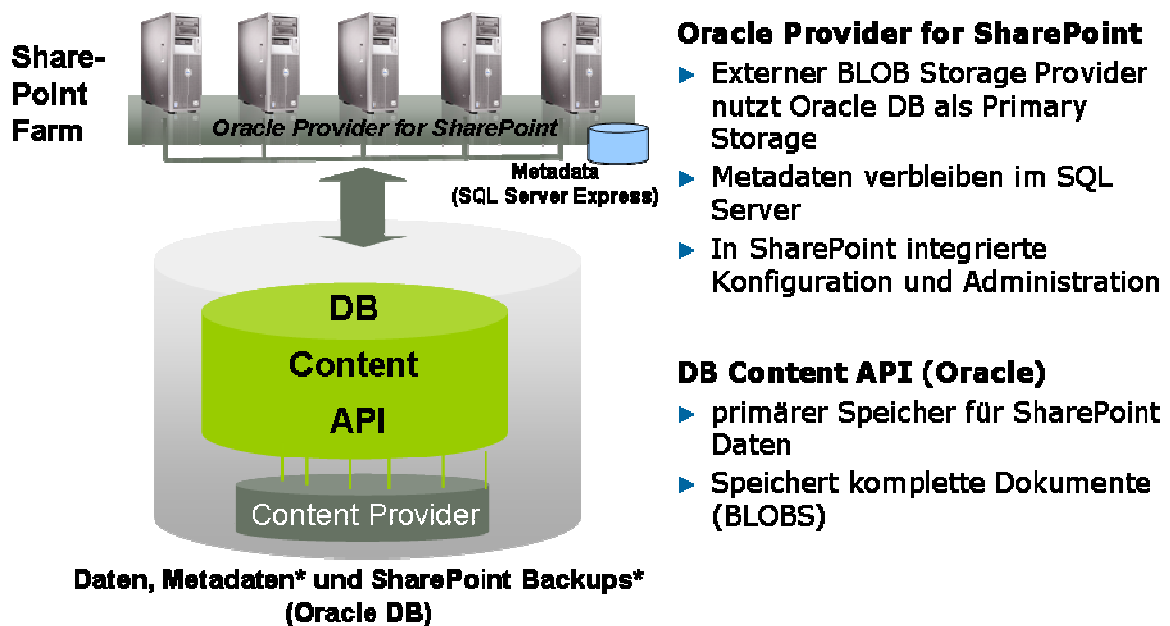 Share-
Point
Farm
Oracle Provider for SharePoint
Metadata
(SQL Server Express)
DB
Content
API
Content Provider
Daten, Metadaten* und SharePoint Backups*
(Oracle DB)
Oracle Provider for SharePoint
► Externer BLOB Storage Provider
nutzt Oracle DB als Primary
Storage
► Metadaten verbleiben im SQL
Server
► In SharePoint integrierte
Konfiguration und Administration
DB Content API (Oracle)
► primärer Speicher für SharePoint
Daten
► Speichert komplette Dokumente
(BLOBS)